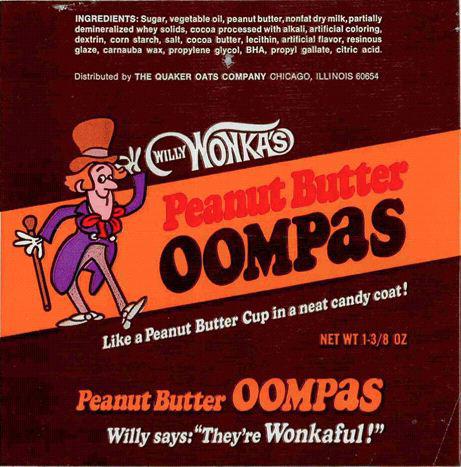 INGREDIENTS: Sugar, vegetable oil, peanut butter, nonfat dry milk, partially
demineralized whey solids, cocoa processed with alkali, artificial coloring,
dextrin, corn starch, salt, cocoa butter, lecithin, artificial flavor, resinous
glaze, carnauba wax, propylene glycol, BHA, propyl gallate, citric acid.
Distributed by THE QUAKER OATS COMPANY CHICAGO, ILLINOIS 60654
WILLY WONKA'S
Peanut Butter
OOMPAS
Like a Peanut Butter Cup in a neat candy coat!
NET WT 1-3/8 OZ
Peanut Butter OOMPAS
Willy says: "They're Wonkaful!"